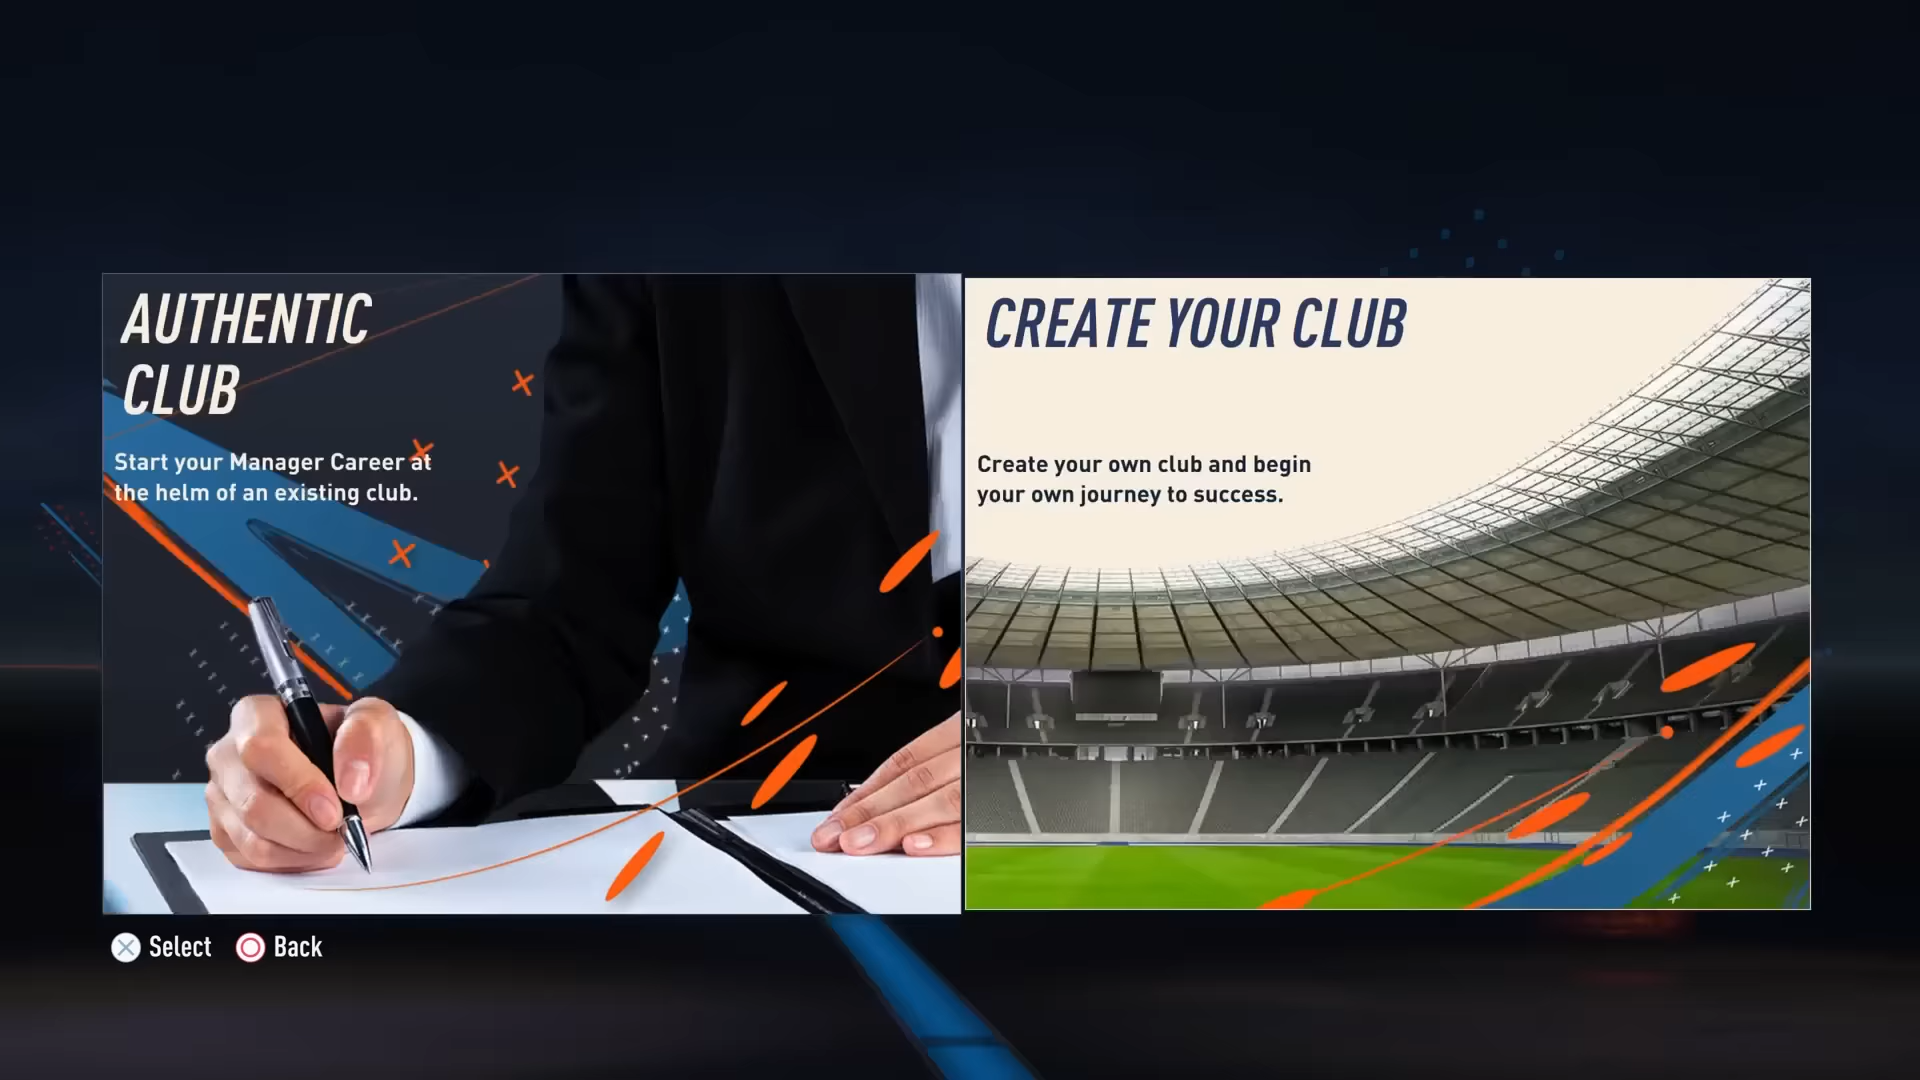 AUTHENTIC
CLUB
Start your Manager Career at
the helm of an existing club.
CREATE YOUR CLUB
Create your own club and begin
your own journey to success.
Select
Back